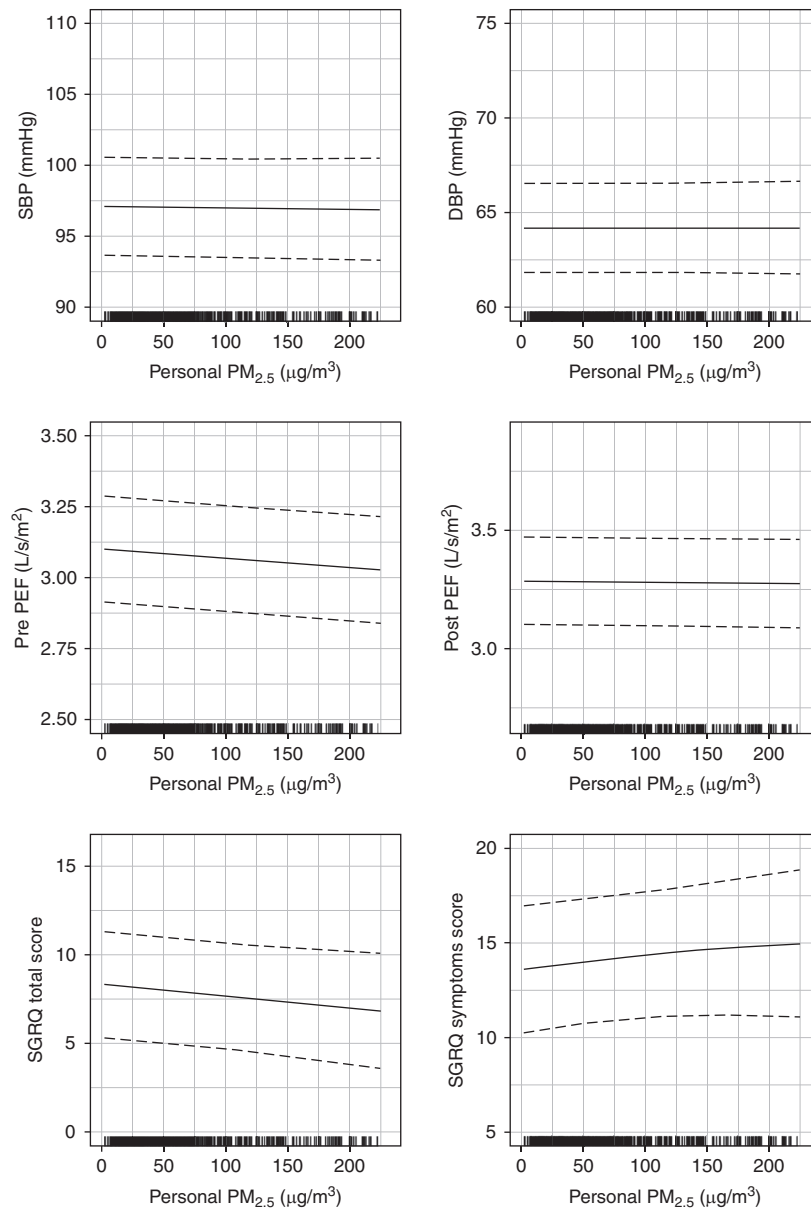 110
105
100
95
90
SBP (mmHg)
0 50 100 150 200
Personal PM2.5 (μg/m3)
75
70
65
60
DBP (mmHg)
0 50 100 150 200
Personal PM2.5 (μg/m3)
3.50
3.25
3.00
2.75
2.50
Pre PEF (L/s/m2)
0 50 100 150 200
Personal PM2.5 (μg/m3)
3.5
3.0
Post PEF (L/s/m2)
0 50 100 150 200
Personal PM2.5 (μg/m3)
15
10
5
0
SGRQ total score
0 50 100 150 200
Personal PM2.5 (μg/m3)
20
15
10
5
SGRQ symptoms score
0 50 100 150 200
Personal PM2.5 (μg/m3)